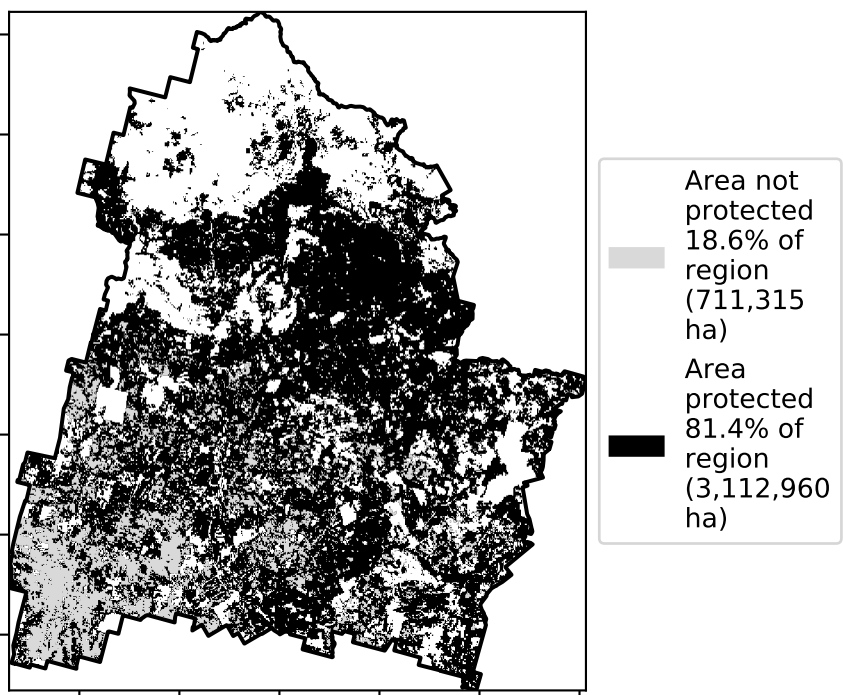 Area not
protected
18.6% of
region
(711,315
ha)
Area
protected
81.4% of
region
(3,112,960
ha)